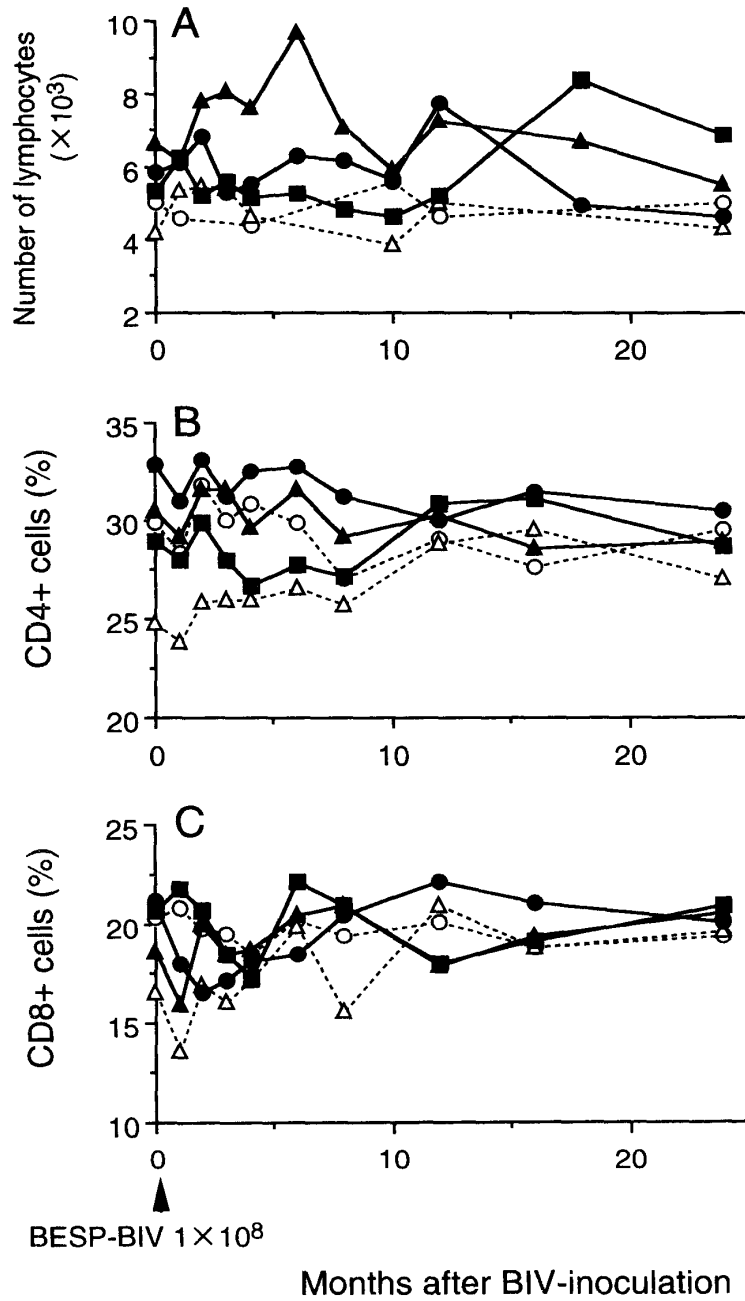 A
Number of lymphocytes
(×10³)
10
8
6
4
2
0
10
20
B
CD4+ cells (%)
35
30
25
20
0
10
20
C
CD8+ cells (%)
25
20
15
10
0
10
20
BESP-BIV 1×10⁸
Months after BIV-inoculation